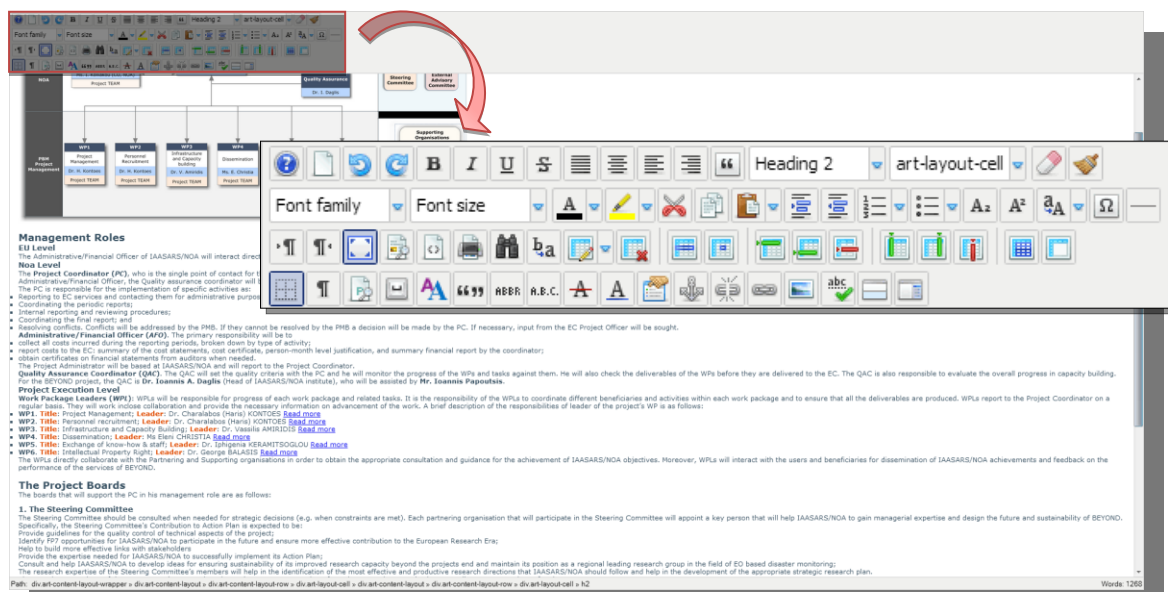 Heading 2 art-layout-cell
Font family Font size
NOA
Project TEAM
Quality Assurance
Dr. I. Daglis
Steering Committee
External Advisory Committee
Supporting Organisations
PBM Project Management
WP1 WP2 WP3 WP4
Project Management
Personnel Recruitment
Infrastructure and Capacity building
Dissemination
Dr. H. Kontoes Dr. H. Kontoes Dr. V. Amiridis Ms. E. Christia
Project TEAM Project TEAM Project TEAM Project TEAM
B I U S Heading 2 art-layout-cell
Font family Font size A A₂ A² Ω
ABBR A.B.C. A A abc
Management Roles
EU Level
The Administrative/Financial Officer of IAASARS/NOA will interact direc
Noa Level
The Project Coordinator (PC), who is the single point of contact for t
Administrative/Financial Officer, the Quality assurance coordinator will b
The PC is responsible for the implementation of specific activities as:
Reporting to EC services and contacting them for administrative purpos
Coordinating the periodic reports;
Internal reporting and reviewing procedures;
Coordinating the final report; and
Resolving conflicts. Conflicts will be addressed by the PMB. If they cannot be resolved by the PMB a decision will be made by the PC. If necessary, input from the EC Project Officer will be sought.
Administrative/Financial Officer (AFO). The primary responsibility will be to
collect all costs incurred during the reporting periods, broken down by type of activity;
report costs to the EC: summary of the cost statements, cost certificate, person-month level justification, and summary financial report by the coordinator;
obtain certificates on financial statements from auditors when needed.
The Project Administrator will be based at IAASARS/NOA and will report to the Project Coordinator.
Quality Assurance Coordinator (QAC). The QAC will set the quality criteria with the PC and he will monitor the progress of the WPs and tasks against them. He will also check the deliverables of the WPs before they are delivered to the EC. The QAC is also responsible to evaluate the overall progress in capacity building.
For the BEYOND project, the QAC is Dr. Ioannis A. Daglis (Head of IAASARS/NOA institute), who will be assisted by Mr. Ioannis Papoutsis.
Project Execution Level
Work Package Leaders (WPL): WPLs will be responsible for progress of each work package and related tasks. It is the responsibility of the WPLs to coordinate different beneficiaries and activities within each work package and to ensure that all the deliverables are produced. WPLs report to the Project Coordinator on a
regular basis. They will work inclose collaboration and provide the necessary information on advancement of the work. A brief description of the responsibilities of leader of the project's WP is as follows:
WP1. Title: Project Management; Leader: Dr. Charalabos (Haris) KONTOES Read more
WP2. Title: Personnel recruitment; Leader: Dr. Charalabos (Haris) KONTOES Read more
WP3. Title: Infrastructure and Capacity Building; Leader: Dr. Vassilis AMIRIDIS Read more
WP4. Title: Dissemination; Leader: Ms Eleni CHRISTIA Read more
WP5. Title: Exchange of know-how & staff; Leader: Dr. Iphigenia KERAMITSOGLOU Read more
WP6. Title: Intellectual Property Right; Leader: Dr. George BALASIS Read more
The WPLs directly collaborate with the Partnering and Supporting organisations in order to obtain the appropriate consultation and guidance for the achievement of IAASARS/NOA objectives. Moreover, WPLs will interact with the users and beneficiaries for dissemination of IAASARS/NOA achievements and feedback on the
performance of the services of BEYOND.
The Project Boards
The boards that will support the PC in his management role are as follows:
1. The Steering Committee
The Steering Committee should be consulted when needed for strategic decisions (e.g. when constraints are met). Each partnering organisation that will participate in the Steering Committee will appoint a key person that will help IAASARS/NOA to gain managerial expertise and design the future and sustainability of BEYOND.
Specifically, the Steering Committee's Contribution to Action Plan is expected to be:
Provide guidelines for the quality control of technical aspects of the project;
Identify FP7 opportunities for IAASARS/NOA to participate in the future and ensure more effective contribution to the European Research Era;
Help to build more effective links with stakeholders
Provide the expertise needed for IAASARS/NOA to successfully implement its Action Plan;
Consult and help IAASARS/NOA to develop ideas for ensuring sustainability of its improved research capacity beyond the projects end and maintain its position as a regional leading research group in the field of EO based disaster monitoring;
The research expertise of the Steering Committee's members will help in the identification of the most effective and productive research directions that IAASARS/NOA should follow and help in the development of the appropriate strategic research plan.
Path: div.art-content-layout-wrapper » div.art-content-layout » div.art-content-layout-row » div.art-layout-cell » div.art-content-layout » div.art-content-layout-row » div.art-layout-cell » h2 Words: 1268